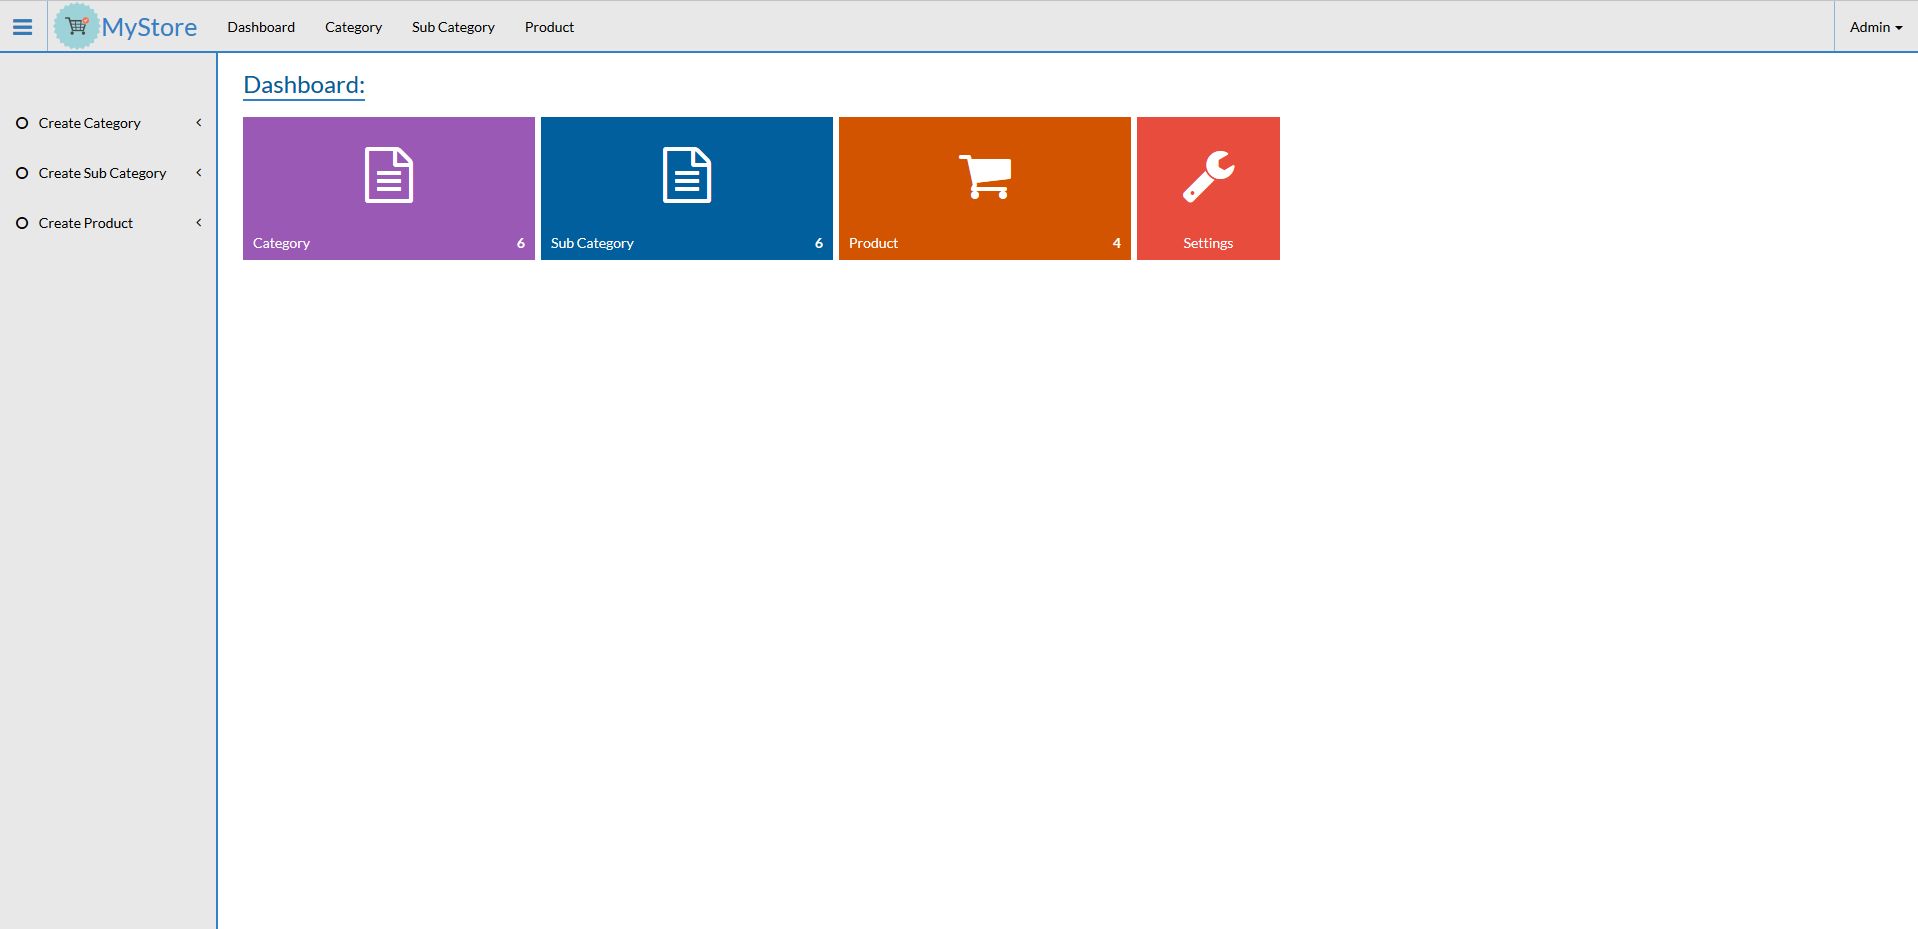 MyStore Dashboard Category Sub Category Product Admin
Create Category
Create Sub Category
Create Product
Dashboard:
Category 6
Sub Category 6
Product 4
Settings